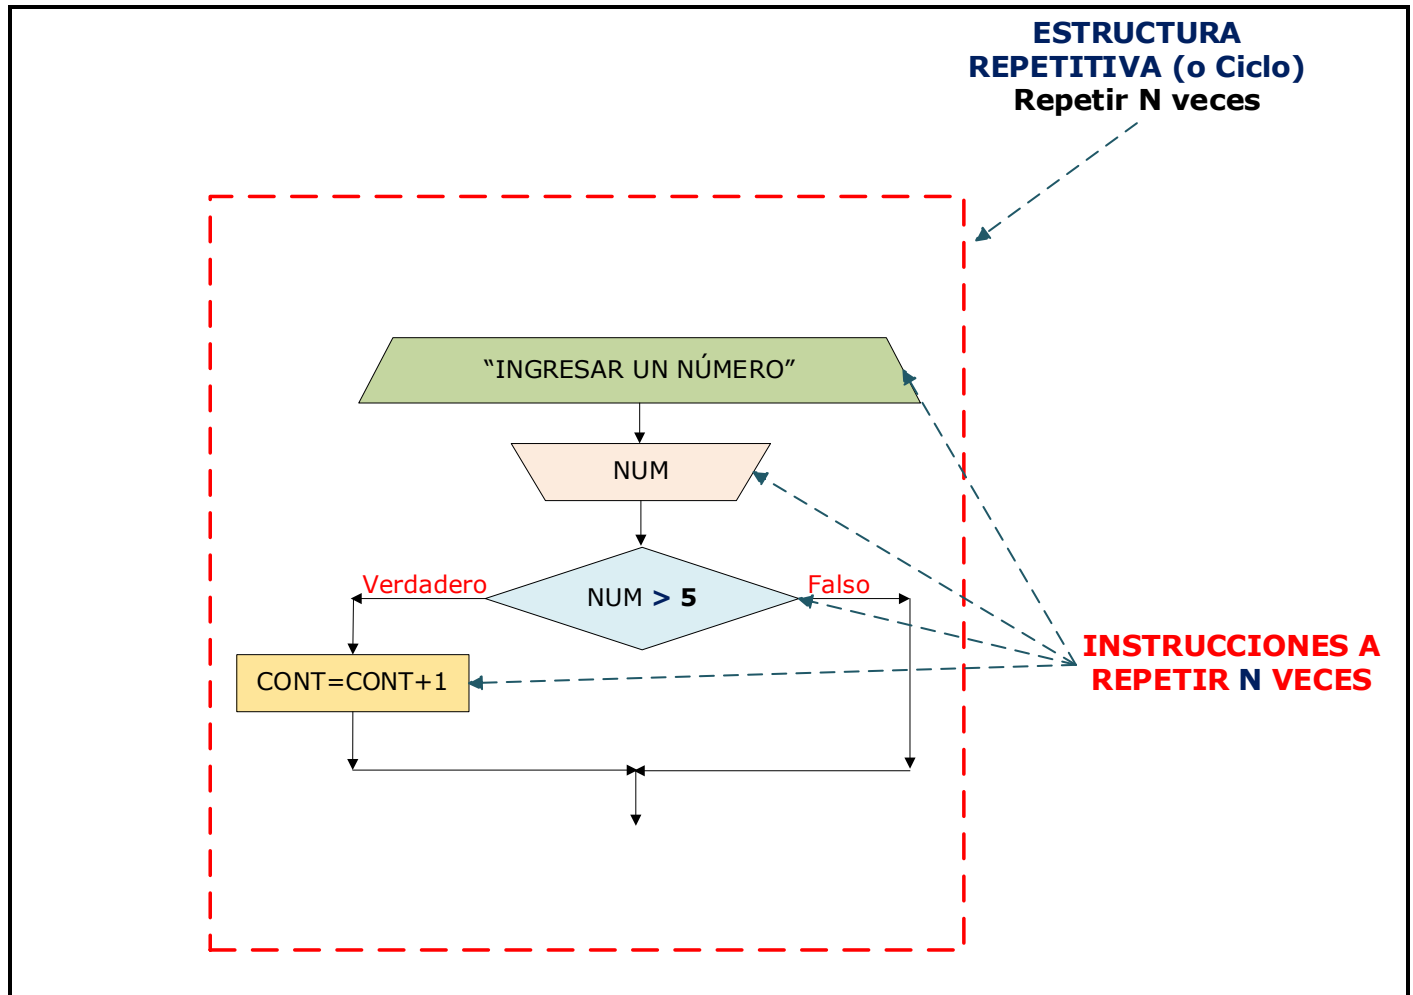 ESTRUCTURA
REPETITIVA (o Ciclo)
Repetir N veces
“INGRESAR UN NÚMERO”
NUM
Verdadero
NUM > 5
Falso
CONT=CONT+1
INSTRUCCIONES A
REPETIR N VECES